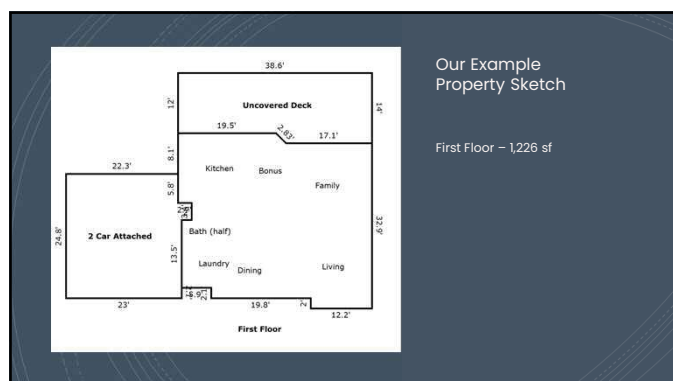 Our Example
Property Sketch
First Floor – 1,226 sf
38.6'
12'
Uncovered Deck
14'
19.5'
2.83'
17.1'
8.1'
22.3'
Kitchen
Bonus
5.8'
Family
24.8'
2 Car Attached
Bath (half)
32.9'
13.5'
Laundry
Dining
Living
2.1'
23'
19.8'
2'
12.2'
First Floor